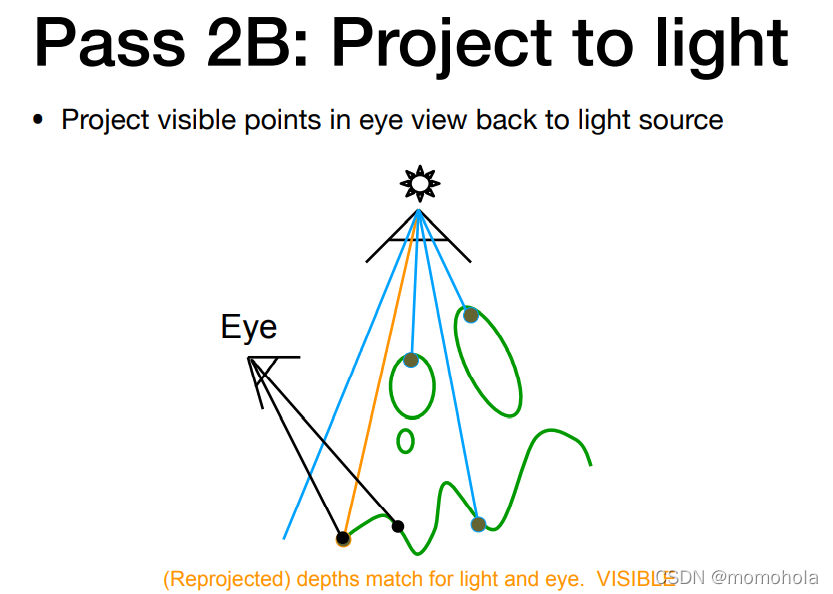 Pass 2B: Project to light
• Project visible points in eye view back to light source
Eye
(Reprojected) depths match for light and eye. VISIBLE
CSDN @momohola